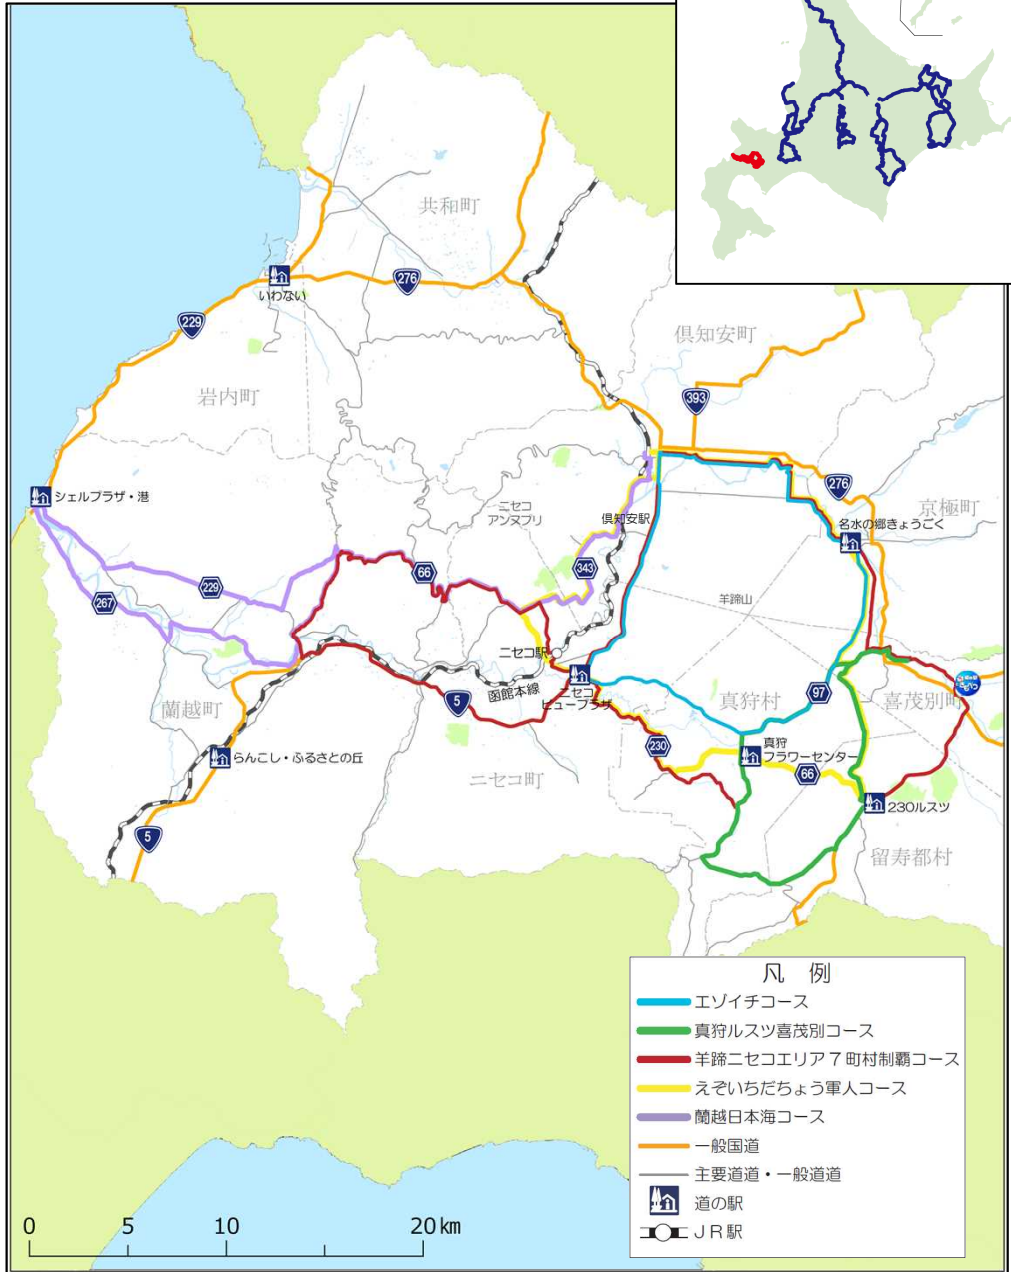 共和町
276
いわない
229
倶知安町
岩内町
393
シェルプラザ・港
276
ニセコ
アンヌプリ
倶知安駅
京極町
名水の郷きょうごく
343
66
229
267
羊蹄山
ニセコ駅
函館本線
ニセコ
ビュープラザ
97
真狩村
喜茂別町
5
蘭越町
230
真狩
フラワーセンター
66
らんこし・ふるさとの丘
ニセコ町
230ルスツ
5
留寿都村
凡 例
エゾイチコース
真狩ルスツ喜茂別コース
羊蹄ニセコエリア7町村制覇コース
えぞいちだちょう軍人コース
蘭越日本海コース
一般国道
主要道道・一般道道
道の駅
JR駅
0 5 10 20km